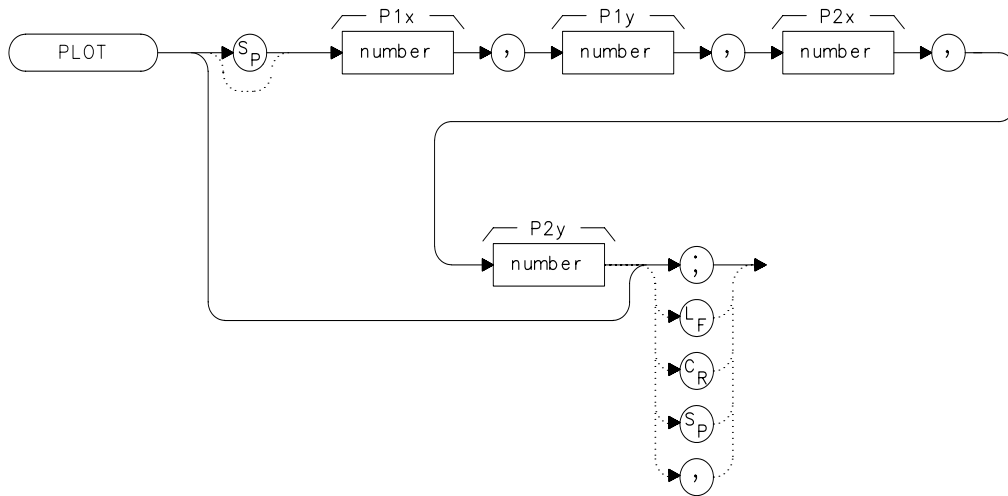 P1x P1y P2x
PLOT SP number , number , number ,
P2y
number ;
LF
CR
SP
,